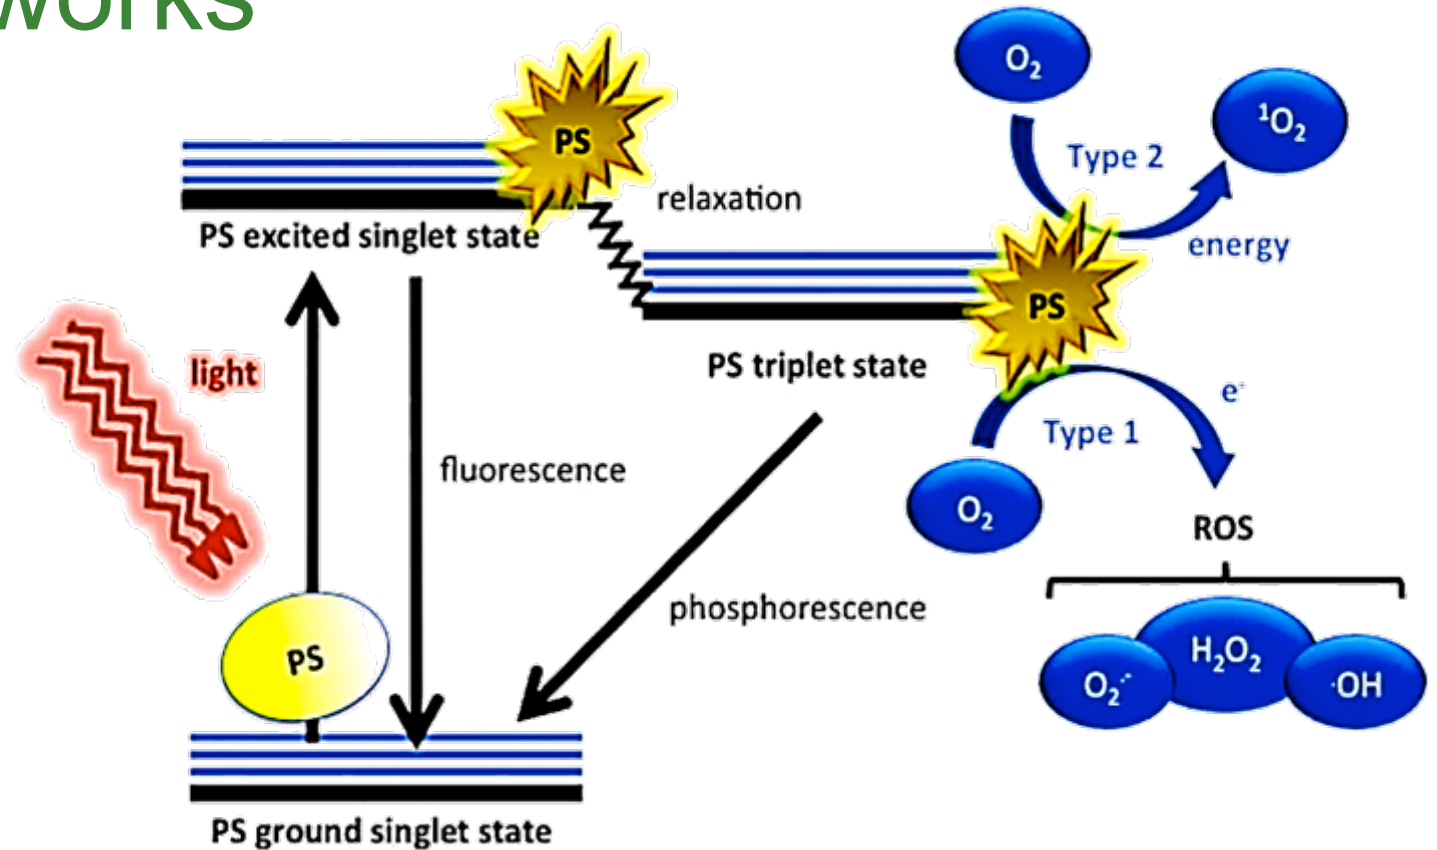 works
PS
O₂
¹O₂
Type 2
relaxation
PS excited singlet state
energy
PS
light
PS triplet state
e⁻
Type 1
fluorescence
O₂
ROS
phosphorescence
PS
H₂O₂
O₂·⁻
·OH
PS ground singlet state